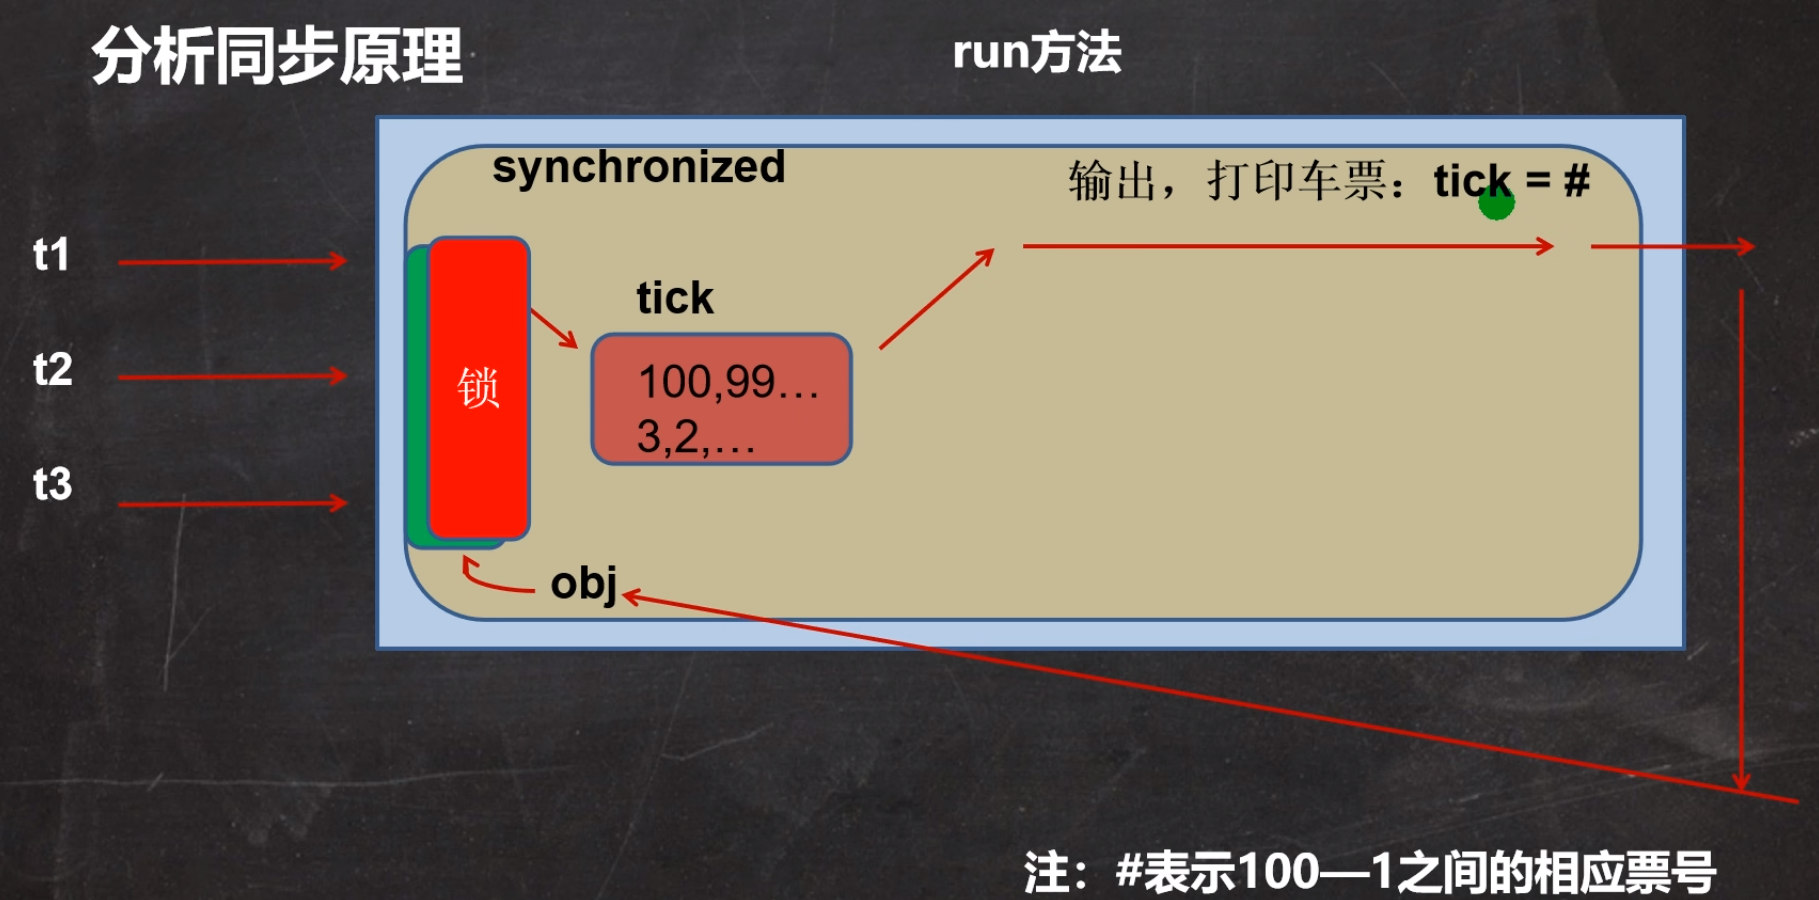 分析同步原理
run方法
synchronized
输出，打印车票：tick = #
t1
tick
锁
100,99…
3,2,…
t2
t3
obj
注：#表示100—1之间的相应票号